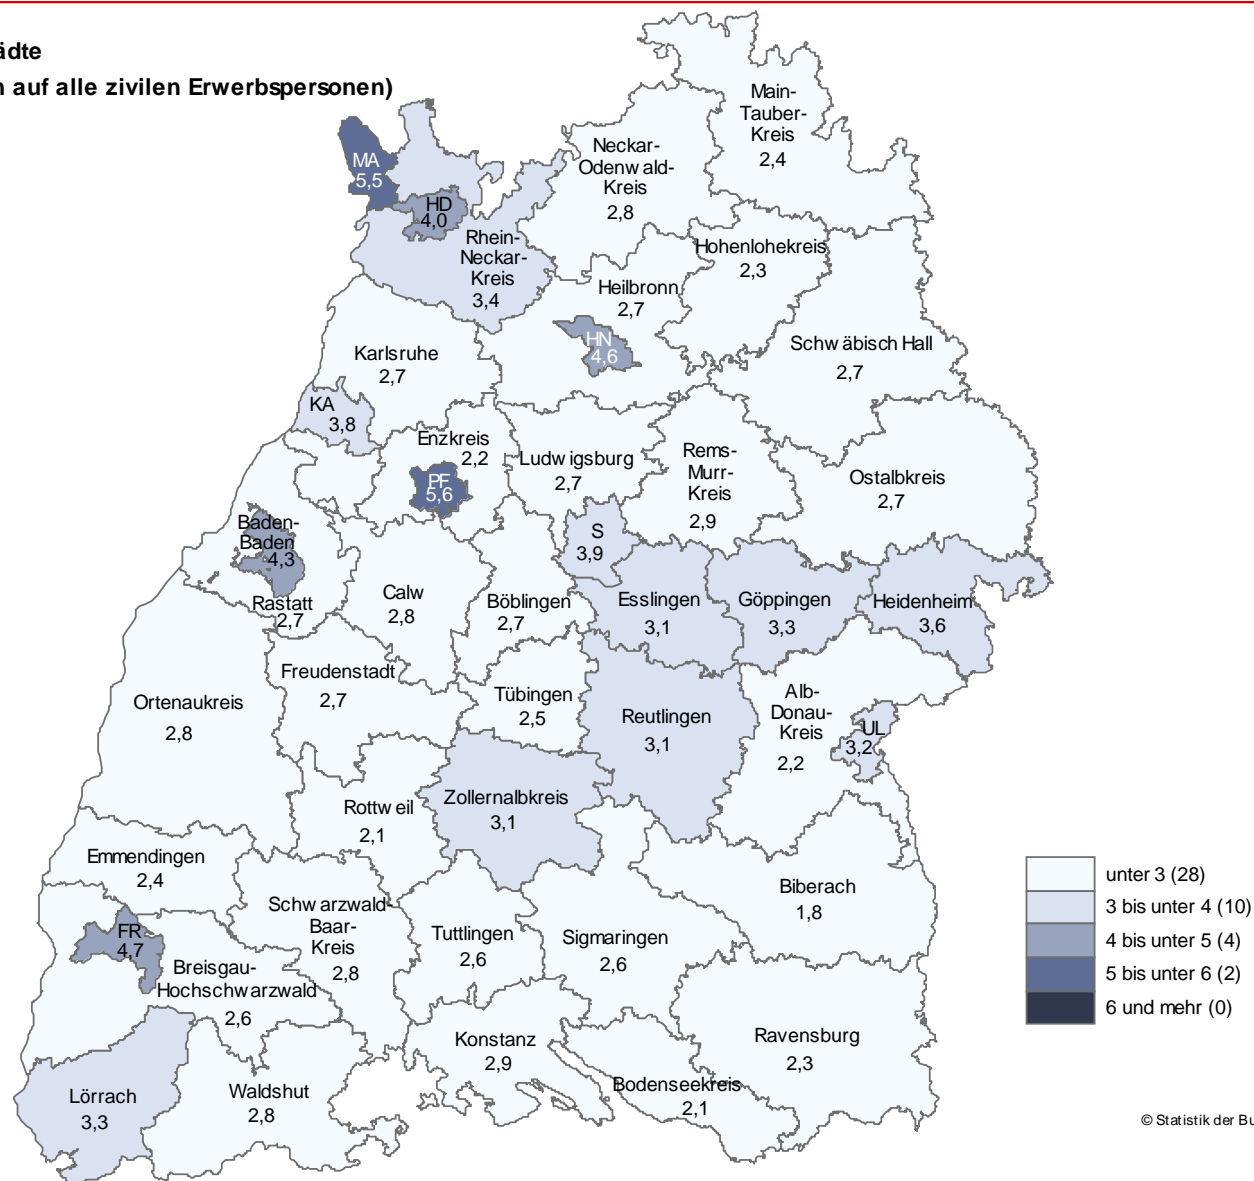 ädte
n auf alle zivilen Erwerbspersonen)
Main-
Tauber-
Kreis
2,4
MA
5,5
Neckar-
Odenwald-
Kreis
2,8
HD
4,0
Rhein-
Neckar-
Kreis
3,4
Hohenlohekreis
2,3
Heilbronn
2,7
HN
4,6
Schwäbisch Hall
2,7
Karlsruhe
2,7
KA
3,8
Enzkreis
2,2
PF
5,6
Ludwigsburg
2,7
Rems-
Murr-
Kreis
2,9
Ostalbkreis
2,7
Baden-
Baden
4,3
S
3,9
Rastatt
2,7
Calw
2,8
Böblingen
2,7
Esslingen
3,1
Göppingen
3,3
Heidenheim
3,6
Freudenstadt
2,7
Ortenaukreis
2,8
Tübingen
2,5
Reutlingen
3,1
Alb-
Donau-
Kreis
2,2
UL
3,2
Rottweil
2,1
Zollernalbkreis
3,1
Emmendingen
2,4
Biberach
1,8
Schwarzwald-
Baar-
Kreis
2,8
Tuttlingen
2,6
Sigmaringen
2,6
FR
4,7
Breisgau-
Hochschwarzwald
2,6
Konstanz
2,9
Ravensburg
2,3
Bodenseekreis
2,1
Lörrach
3,3
Waldshut
2,8
unter 3 (28)
3 bis unter 4 (10)
4 bis unter 5 (4)
5 bis unter 6 (2)
6 und mehr (0)
© Statistik der Bu